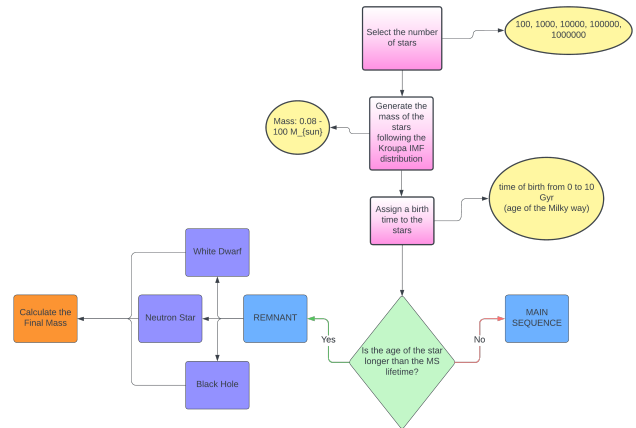 Select the number
of stars
100, 1000, 10000, 100000,
1000000
Generate the
mass of the
stars
following the
Kroupa IMF
distribution
Mass: 0.08 -
100 M_{sun}
Assign a birth
time to the
stars
time of birth from 0 to 10
Gyr
(age of the Milky way)
White Dwarf
Calculate the
Final Mass
Neutron Star
REMNANT
Yes
Is the age of the star
longer than the MS
lifetime?
No
MAIN
SEQUENCE
Black Hole